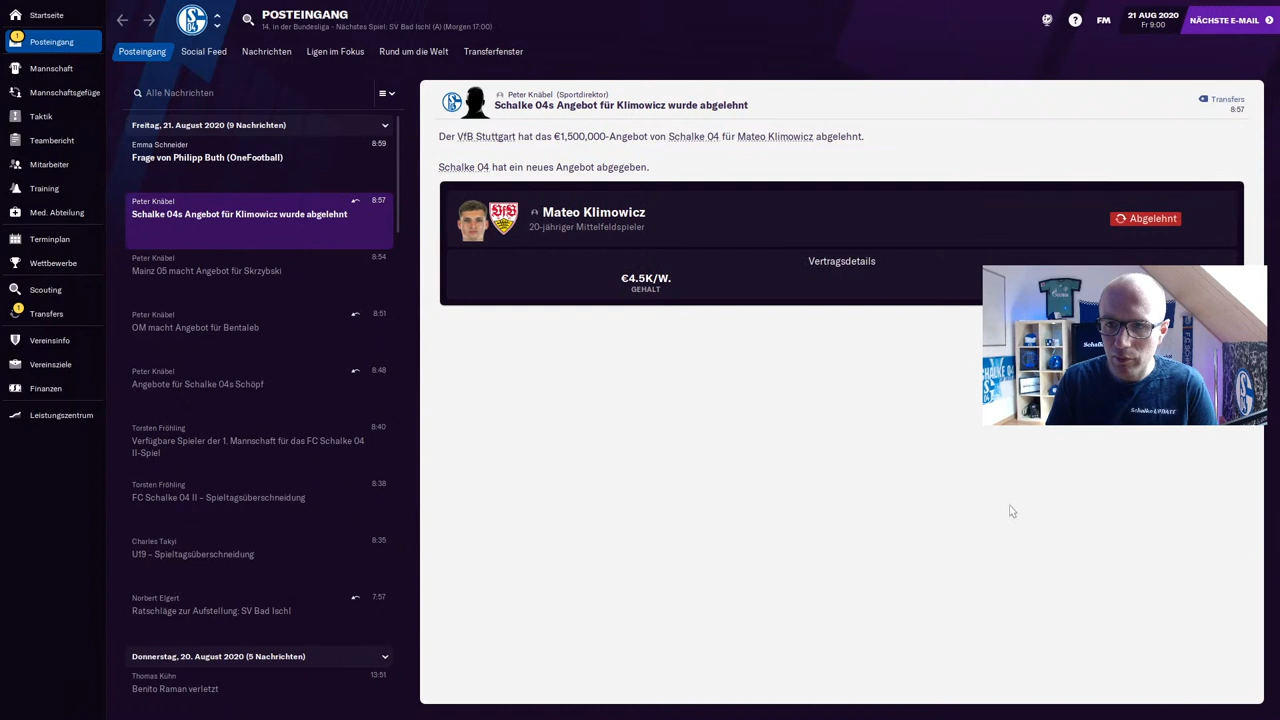 Startseite
Posteingang
1
Mannschaft
Mannschaftsgefüge
Taktik
Teambericht
Mitarbeiter
Training
Med. Abteilung
Terminplan
Wettbewerbe
Scouting
Transfers
1
Vereinsinfo
Vereinsziele
Finanzen
Leistungszentrum
POSTEINGANG
14. in der Bundesliga - Nächstes Spiel: SV Bad Ischl (A) (Morgen 17:00)
FM
21 AUG 2020
Fr 9:00
NÄCHSTE E-MAIL
Posteingang
Social Feed
Nachrichten
Ligen im Fokus
Rund um die Welt
Transferfenster
Alle Nachrichten
Freitag, 21. August 2020 (9 Nachrichten)
Emma Schneider 8:59
Frage von Philipp Buth (OneFootball)
Peter Knäbel 8:57
Schalke 04s Angebot für Klimowicz wurde abgelehnt
Peter Knäbel 8:54
Mainz 05 macht Angebot für Skrzybski
Peter Knäbel 8:51
OM macht Angebot für Bentaleb
Peter Knäbel 8:48
Angebote für Schalke 04s Schöpf
Torsten Fröhling 8:40
Verfügbare Spieler der 1. Mannschaft für das FC Schalke 04
II-Spiel
Torsten Fröhling 8:38
FC Schalke 04 II – Spieltagsüberschneidung
Charles Takyi 8:35
U19 – Spieltagsüberschneidung
Norbert Elgert 7:57
Ratschläge zur Aufstellung: SV Bad Ischl
Donnerstag, 20. August 2020 (5 Nachrichten)
Thomas Kühn 13:51
Benito Raman verletzt
Peter Knäbel (Sportdirektor)
Schalke 04s Angebot für Klimowicz wurde abgelehnt
Transfers
8:57
Der VfB Stuttgart hat das €1,500,000-Angebot von Schalke 04 für Mateo Klimowicz abgelehnt.
Schalke 04 hat ein neues Angebot abgegeben.
Mateo Klimowicz
20-jähriger Mittelfeldspieler
Abgelehnt
Vertragsdetails
€4.5K/W.
GEHALT
Schalke UPDATE